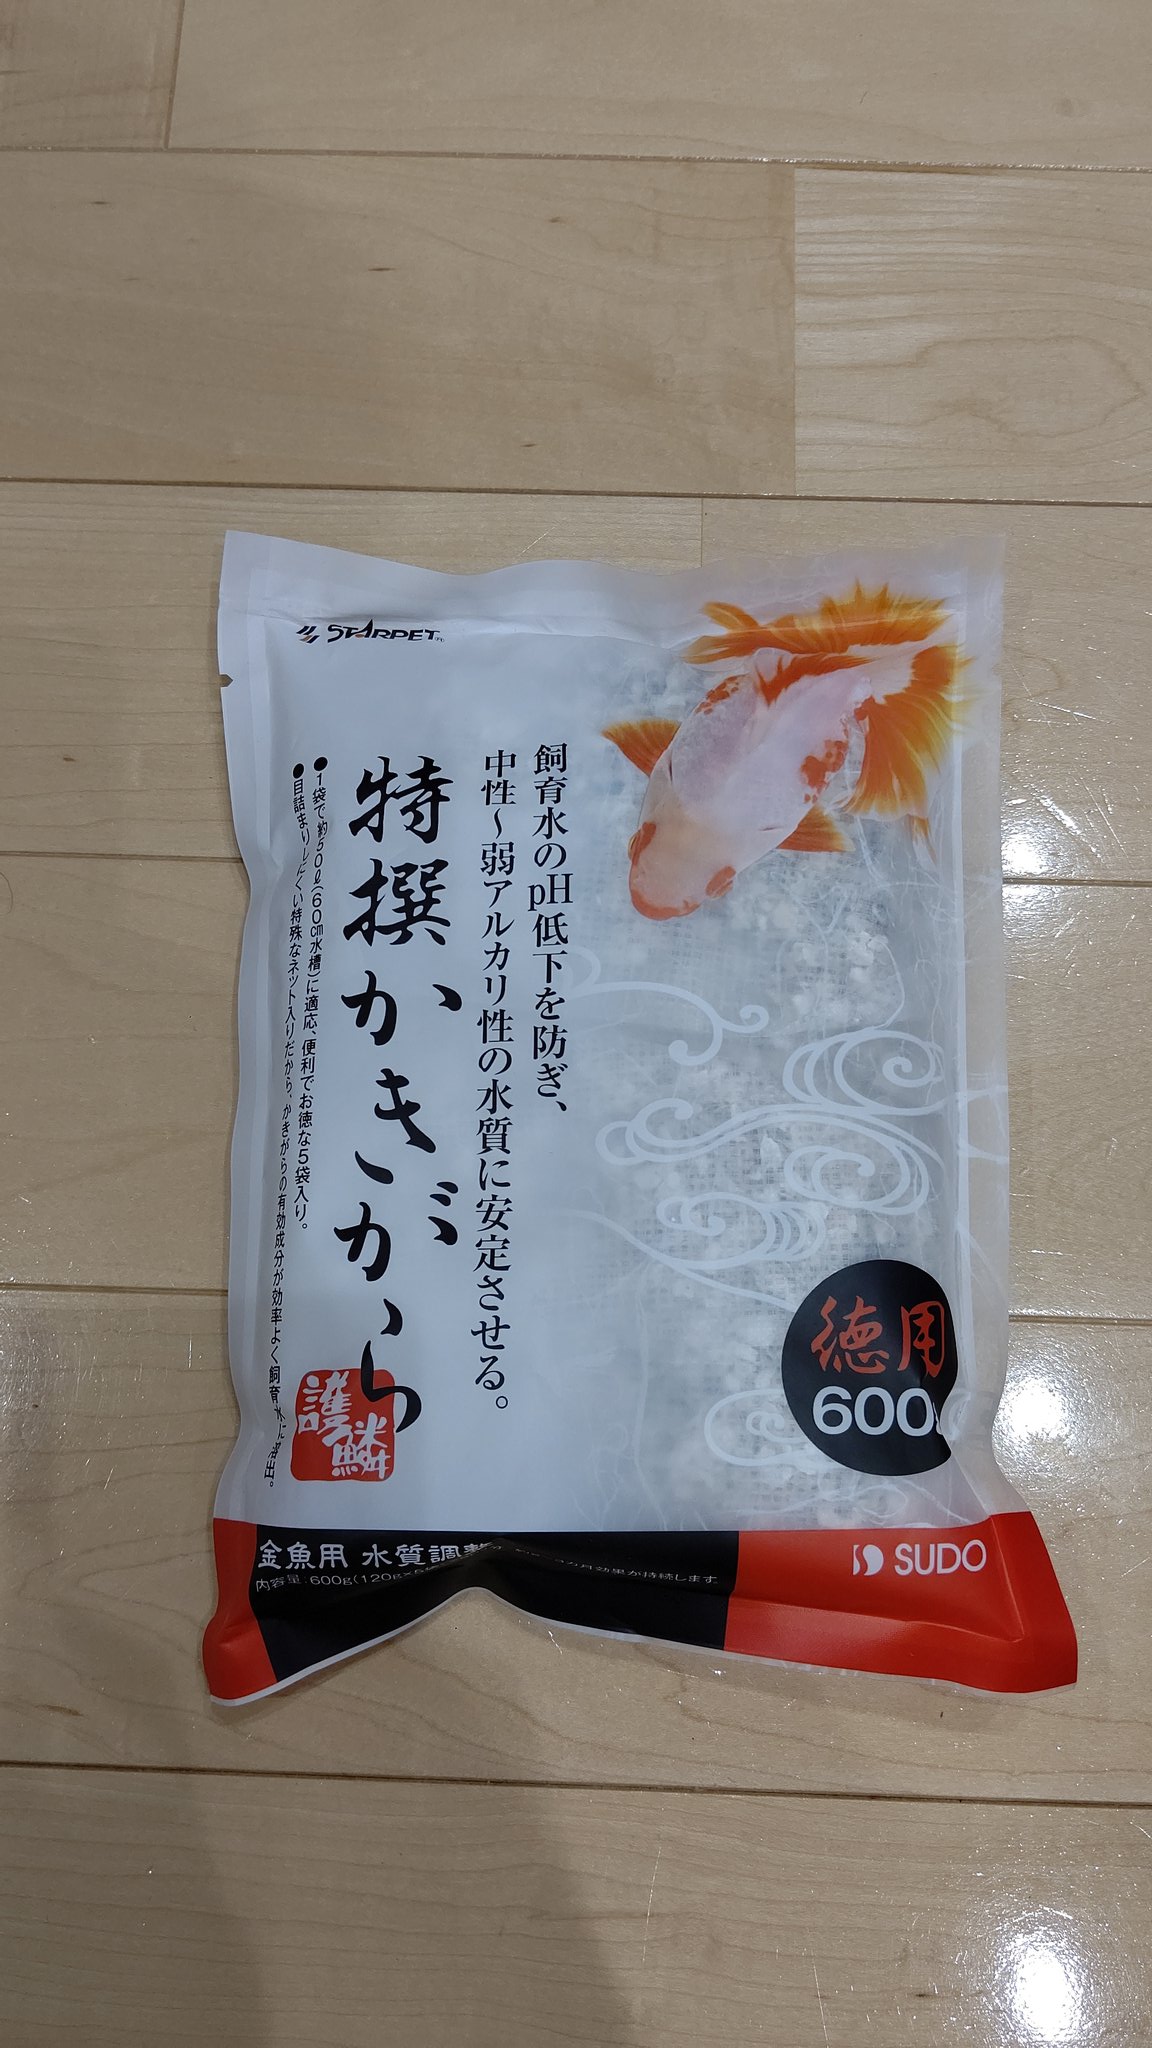 STARPET
飼育水のpH低下を防ぎ、
中性～弱アルカリ性の水質に安定させる。
特撰かきがら
●1袋で約50ℓ(60cm水槽)に適応、便利でお徳な5袋入り。
●目詰まりしにくい特殊なネット入りだから、かきがらの有効成分が効率よく飼育水に溶出。
護鱗
徳用
600g
金魚用 水質調整
内容量:600g(120g×5
効果が持続します。
SUDO